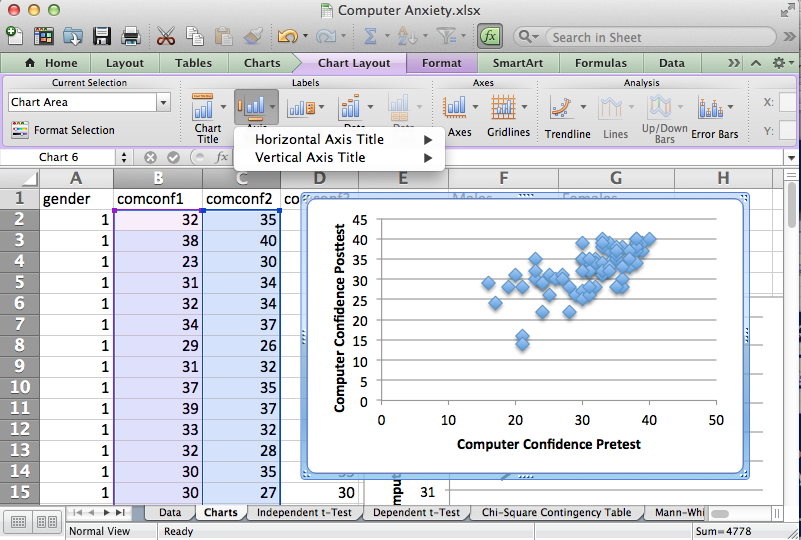 Computer Anxiety.xlsx
Search in Sheet
Home Layout Tables Charts Chart Layout Format SmartArt Formulas Data
Current Selection Labels Axes Analysis
Chart Area
Format Selection
Chart Title
Axes Gridlines Trendline Lines Up/Down Bars Error Bars
X:
Y:
Horizontal Axis Title
Vertical Axis Title
Chart 6 fx
A B C D E F G H
1 gender comconf1 comconf2 Males Females
2 1 32 35
3 1 38 40
4 1 23 30
5 1 31 34
6 1 32 34
7 1 34 37
8 1 29 26
9 1 31 32
10 1 37 35
11 1 39 37
12 1 33 32
13 1 32 28
14 1 30 35
15 1 30 27 30 31
Computer Confidence Posttest
45
40
35
30
25
20
15
10
5
0
0 10 20 30 40 50
Computer Confidence Pretest
Data Charts Independent t-Test Dependent t-Test Chi-Square Contingency Table Mann-Whi
Normal View Ready Sum=4778